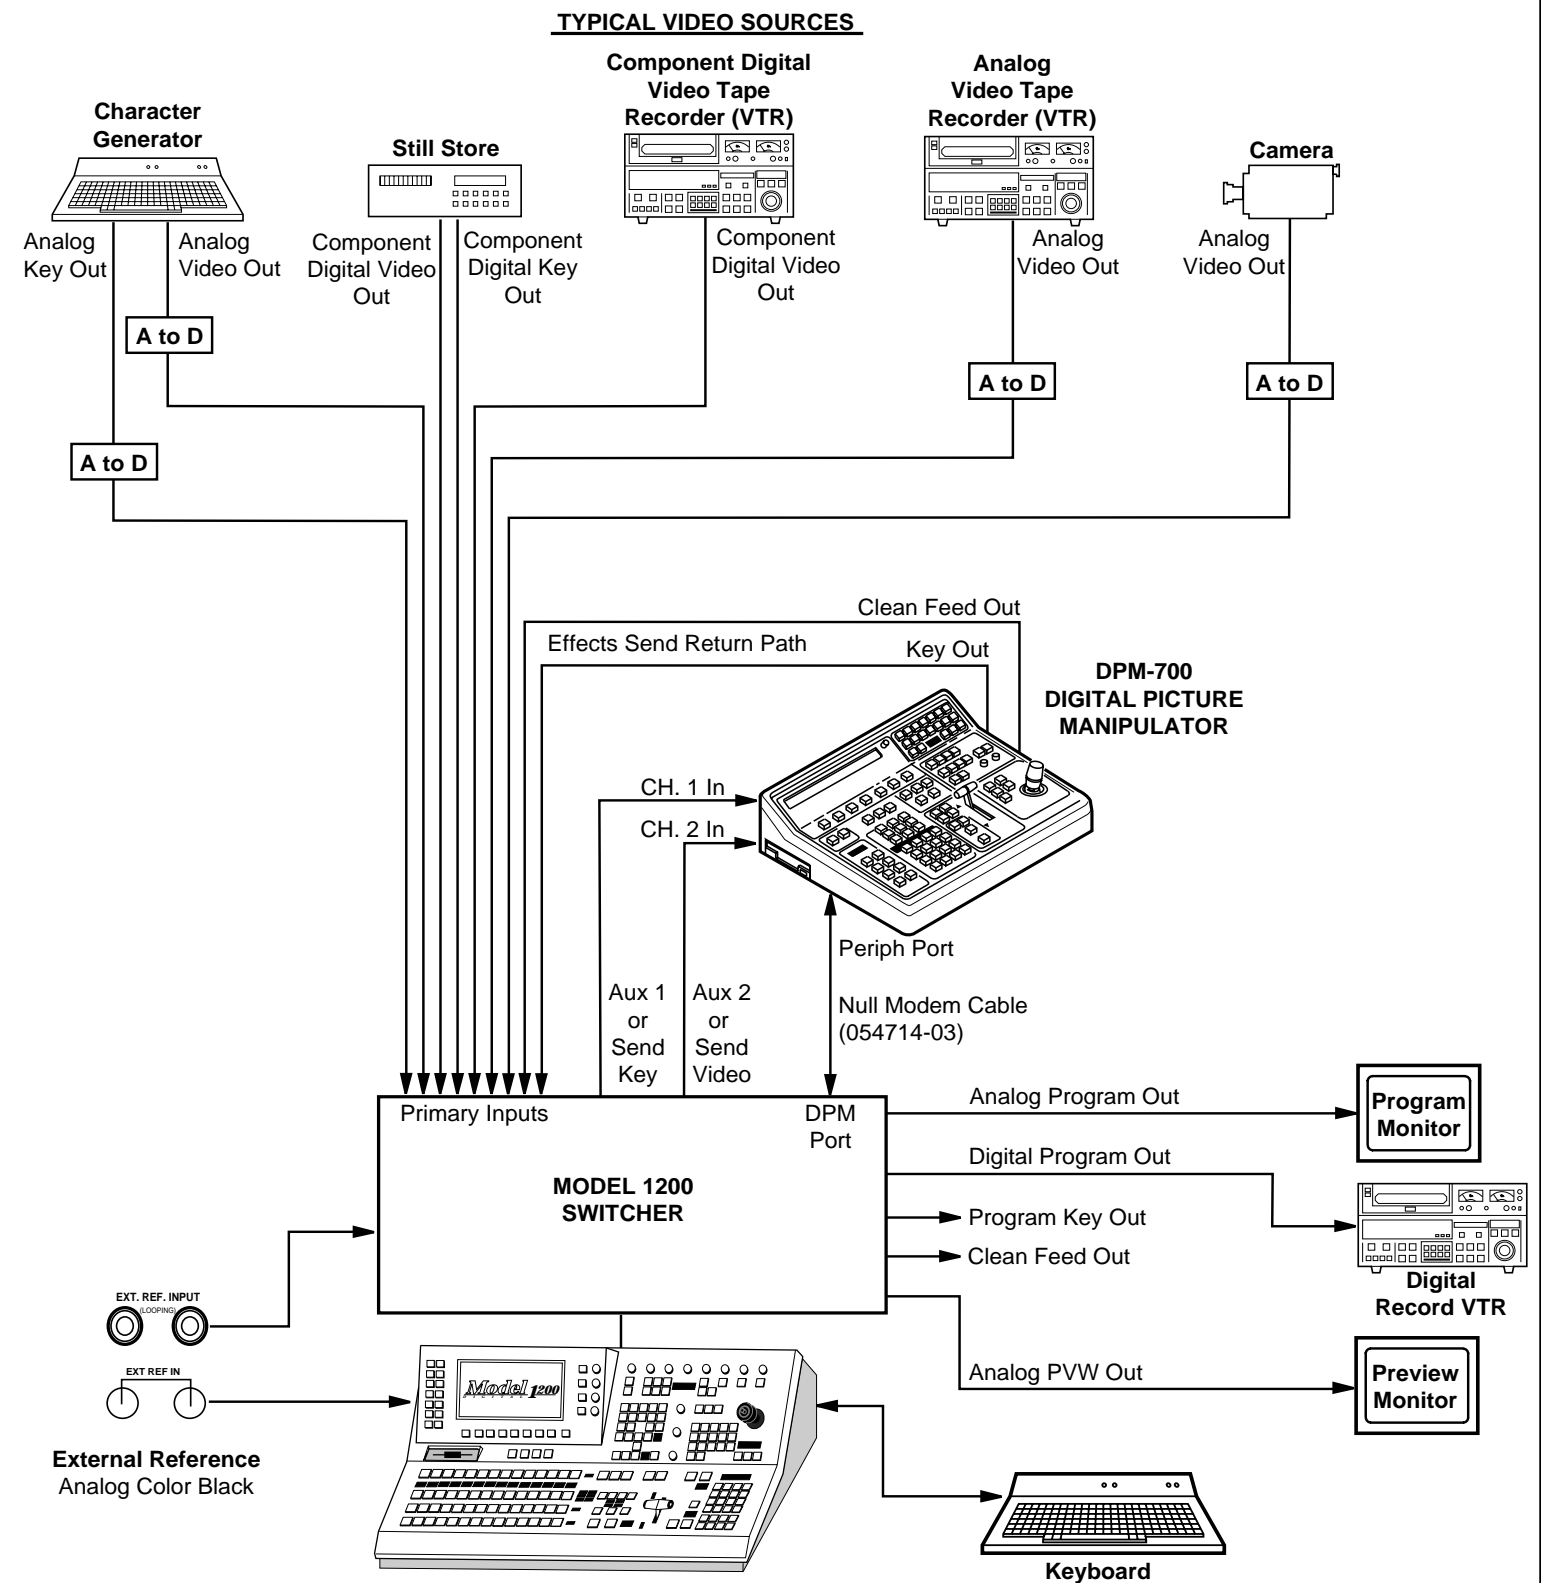 TYPICAL VIDEO SOURCES
Component Digital
Video Tape
Recorder (VTR)
Analog
Video Tape
Recorder (VTR)
Character
Generator
Still Store
Camera
Analog
Key Out
Analog
Video Out
Component
Digital Video
Out
Component
Digital Key
Out
Component
Digital Video
Out
Analog
Video Out
Analog
Video Out
A to D
A to D
A to D
A to D
Clean Feed Out
Effects Send Return Path
Key Out
DPM-700
DIGITAL PICTURE
MANIPULATOR
CH. 1 In
CH. 2 In
Periph Port
Aux 1
or
Send
Key
Aux 2
or
Send
Video
Null Modem Cable
(054714-03)
Primary Inputs
DPM
Port
Analog Program Out
Program
Monitor
Digital Program Out
MODEL 1200
SWITCHER
Program Key Out
Clean Feed Out
Digital
Record VTR
EXT. REF. INPUT
(LOOPING)
EXT REF IN
Model 1200
Analog PVW Out
Preview
Monitor
External Reference
Analog Color Black
Keyboard